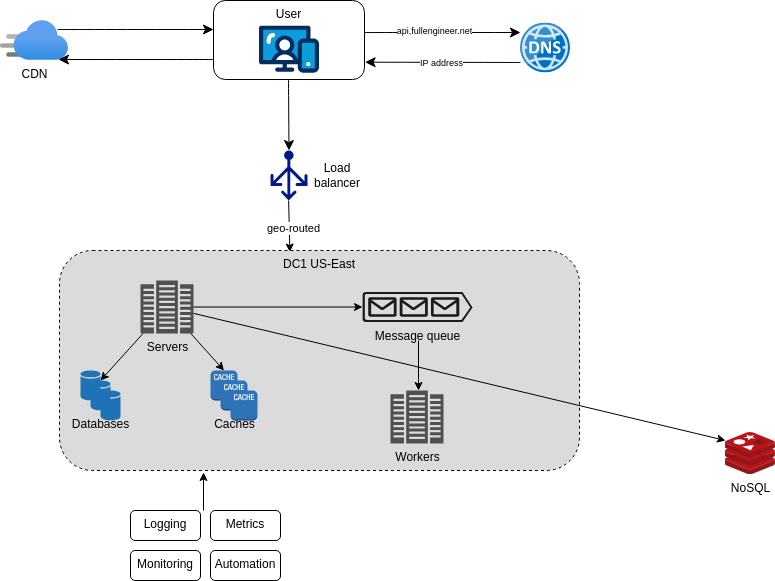 User
api,fullengineer.net
DNS
IP address
CDN
Load
balancer
geo-routed
DC1 US-East
Servers
Message queue
CACHE
CACHE
CACHE
Databases
Caches
Workers
NoSQL
Logging
Metrics
Monitoring
Automation